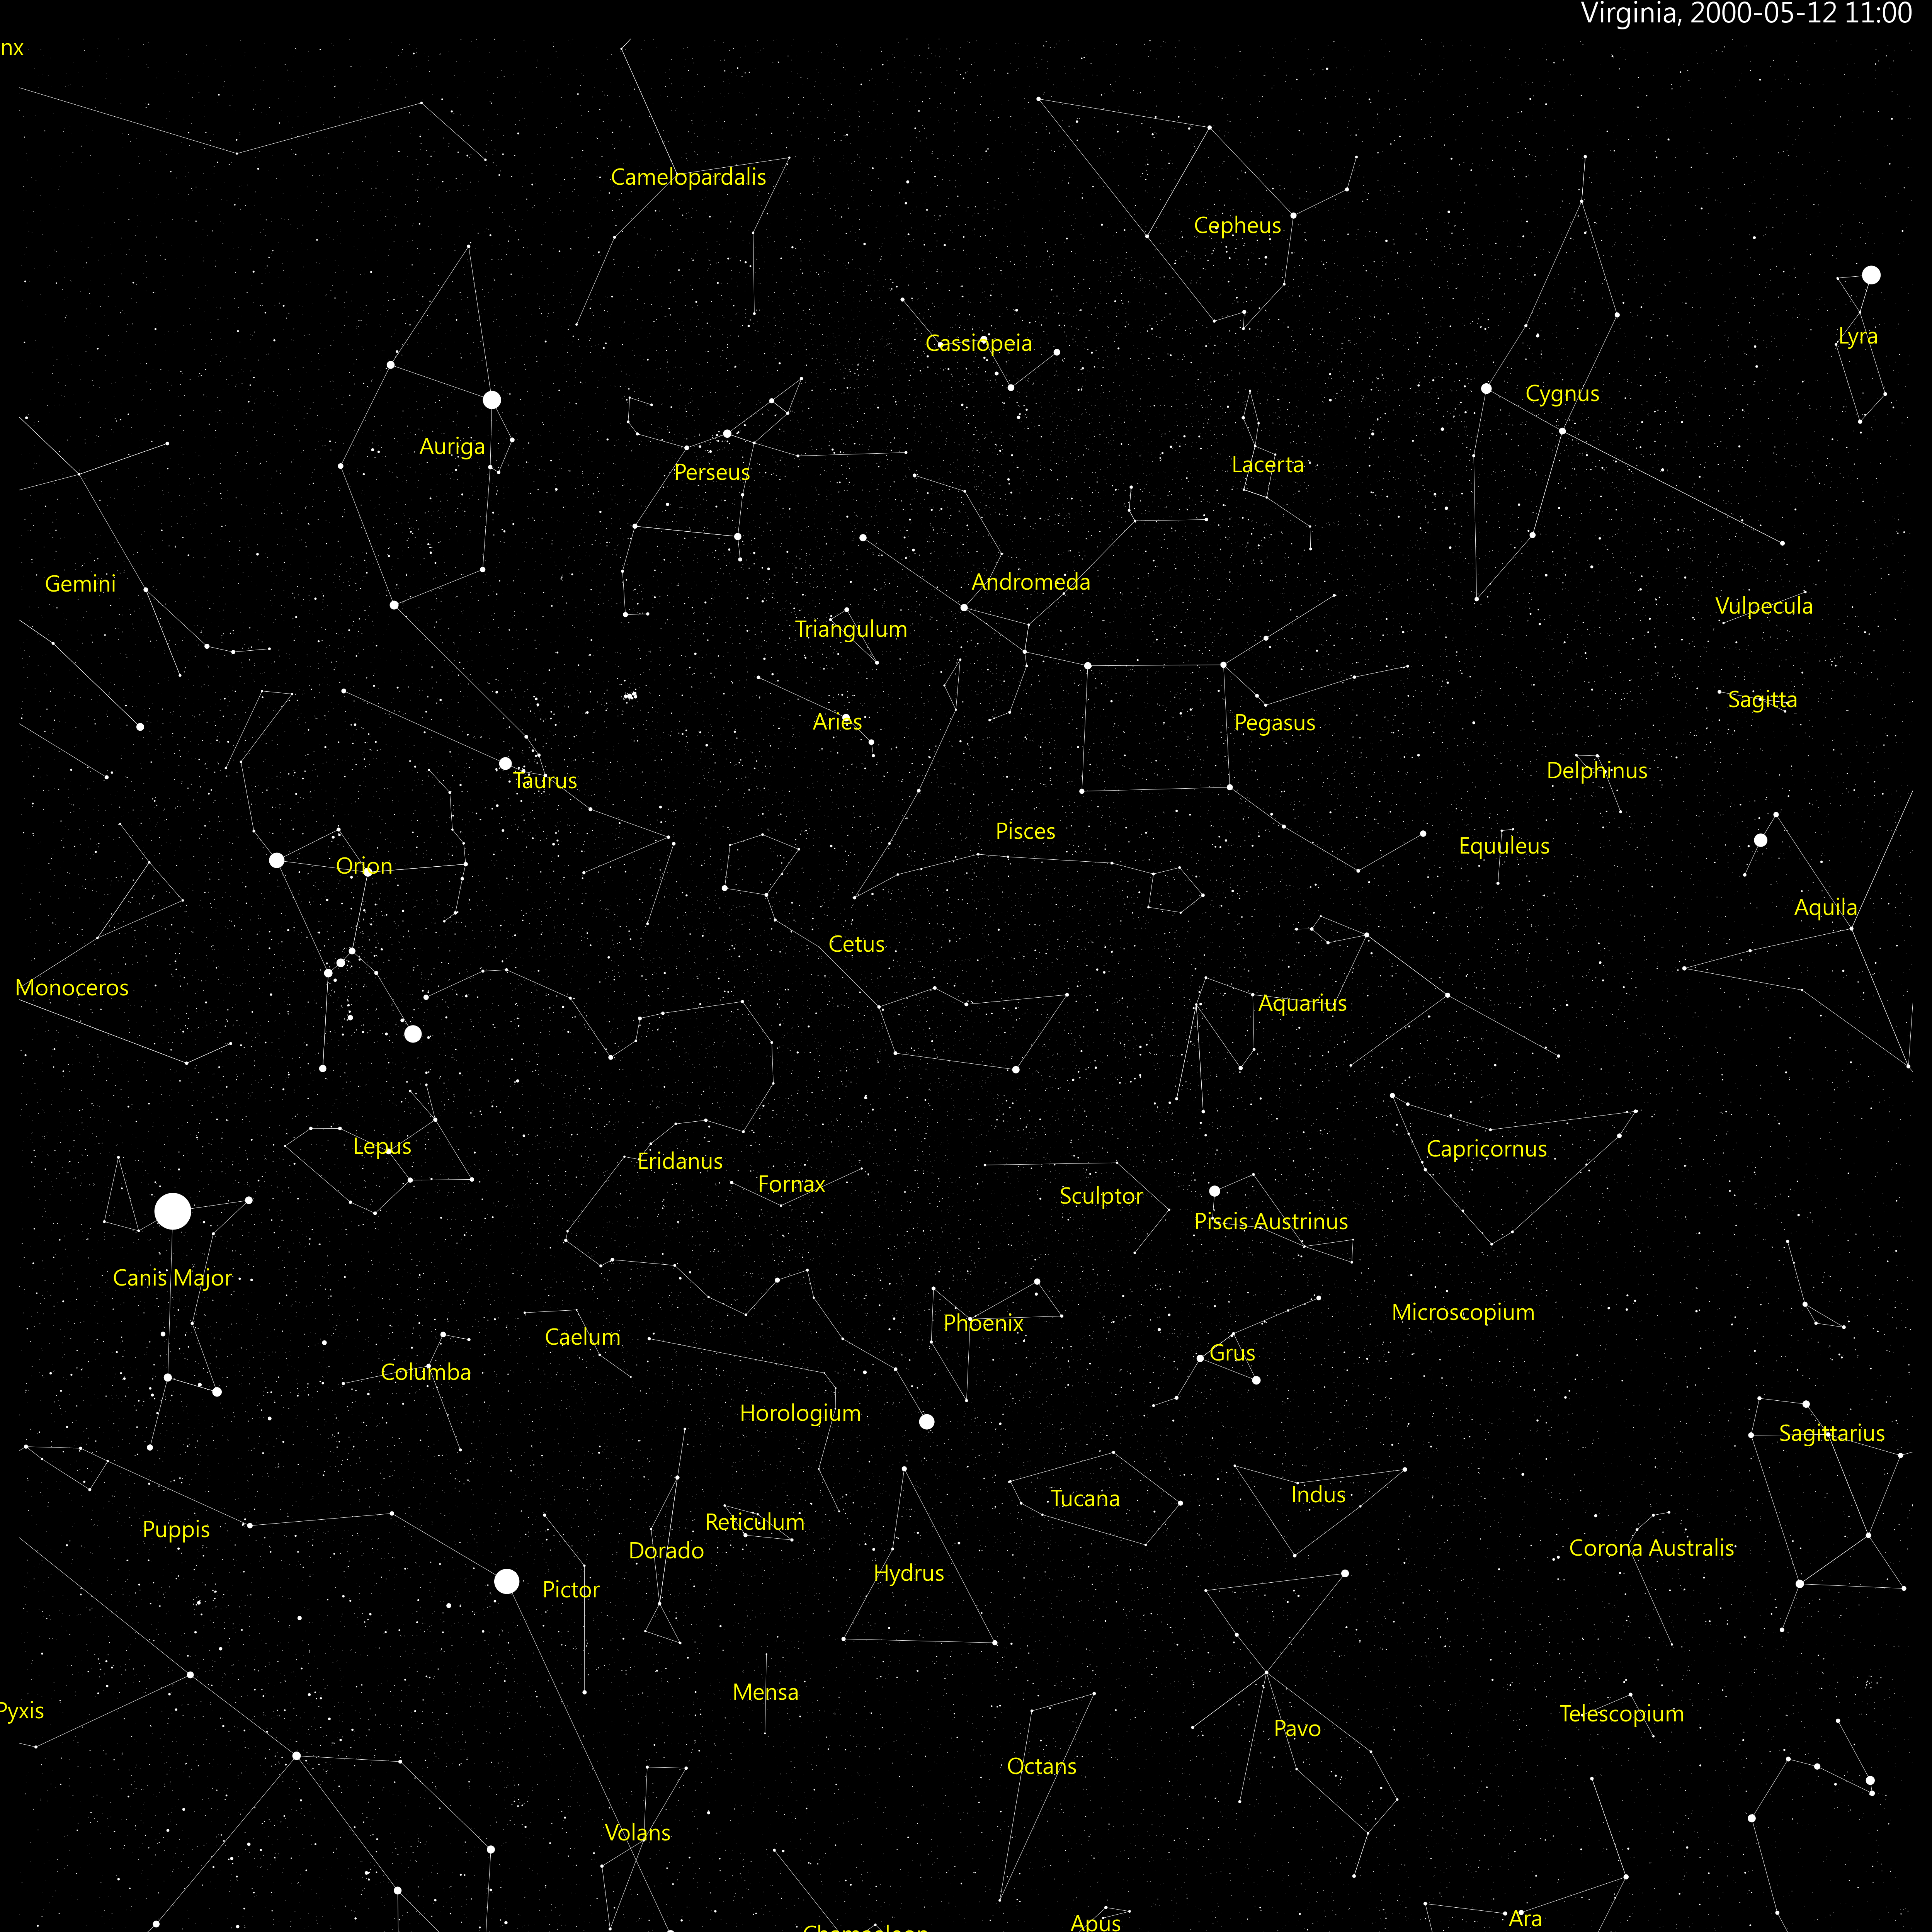 Virginia, 2000-05-12 11:00
nx
Camelopardalis
Cepheus
Cassiopeia
Lyra
Cygnus
Auriga
Perseus
Lacerta
Gemini
Andromeda
Vulpecula
Triangulum
Sagitta
Aries
Pegasus
Taurus
Delphinus
Pisces
Equuleus
Orion
Aquila
Cetus
Monoceros
Aquarius
Lepus
Capricornus
Eridanus
Fornax
Sculptor
Piscis Austrinus
Canis Major
Microscopium
Phoenix
Caelum
Grus
Columba
Horologium
Sagittarius
Tucana
Indus
Reticulum
Puppis
Dorado
Corona Australis
Hydrus
Pictor
Mensa
Pyxis
Telescopium
Pavo
Octans
Volans
Ara
Apus
Chamaeleon